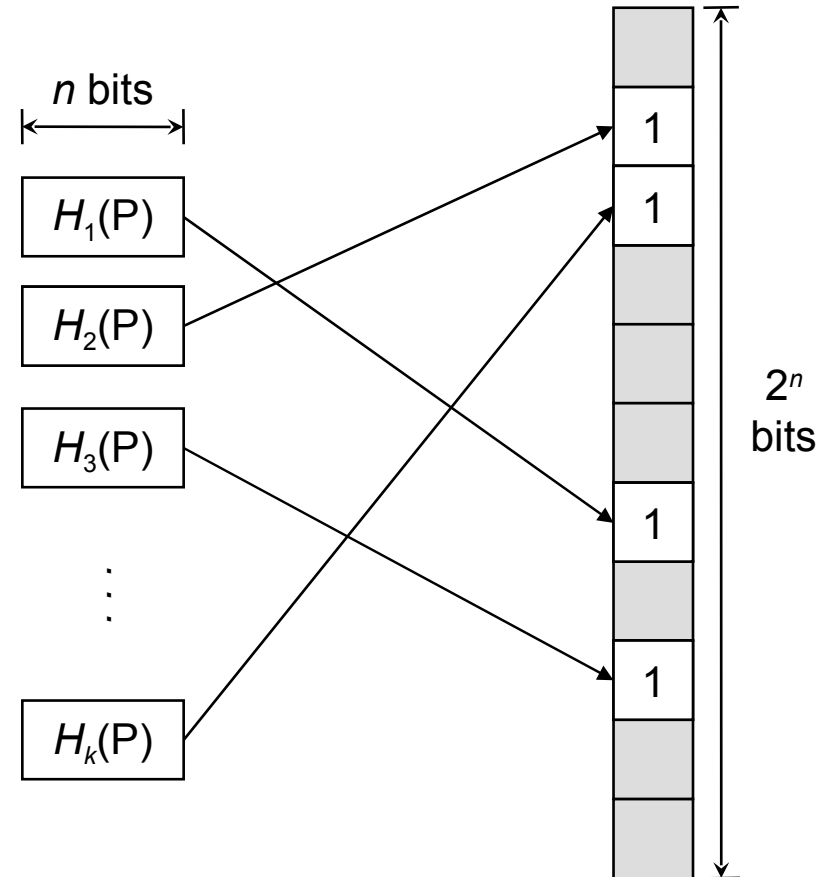 n bits
H₁(P)
H₂(P)
H₃(P)
⋮
Hₖ(P)
1
1
1
1
2ⁿ
bits